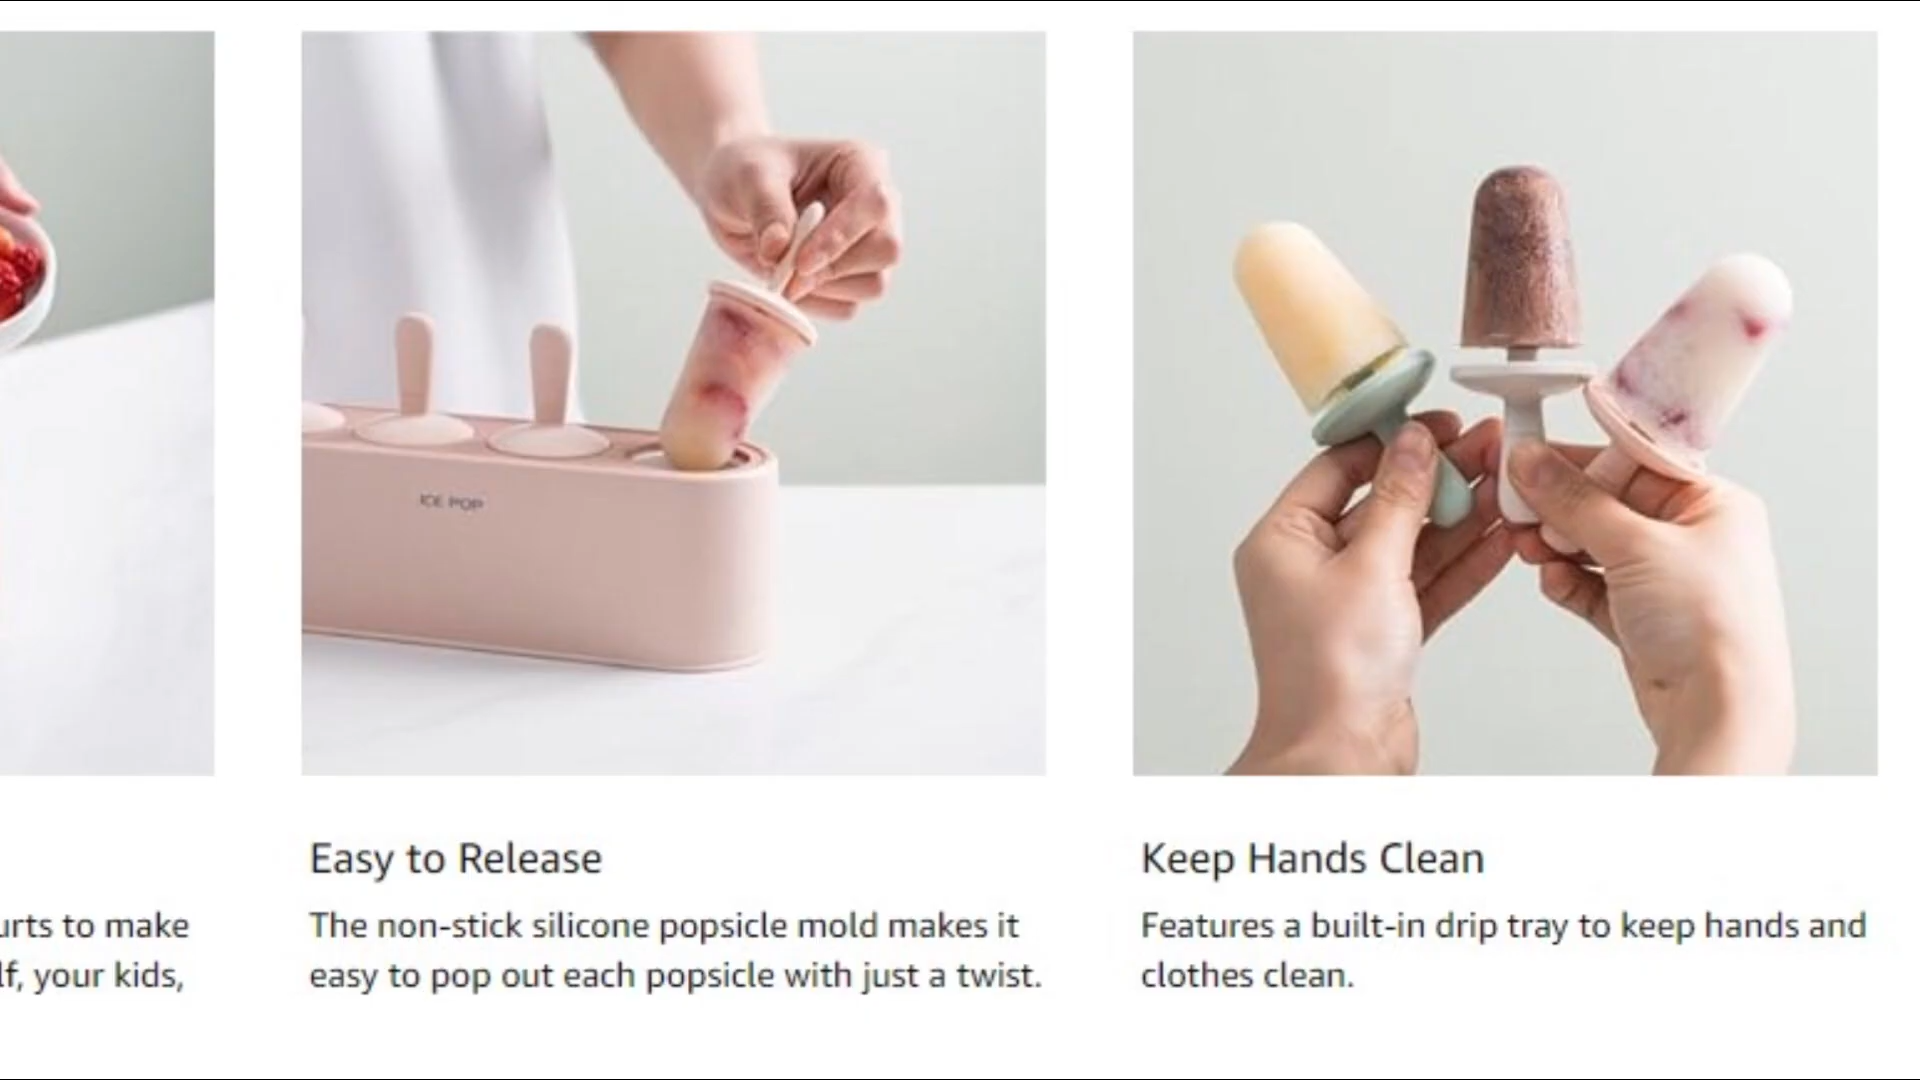 ICE POP
urts to make
lf, your kids,
Easy to Release
The non-stick silicone popsicle mold makes it
easy to pop out each popsicle with just a twist.
Keep Hands Clean
Features a built-in drip tray to keep hands and
clothes clean.